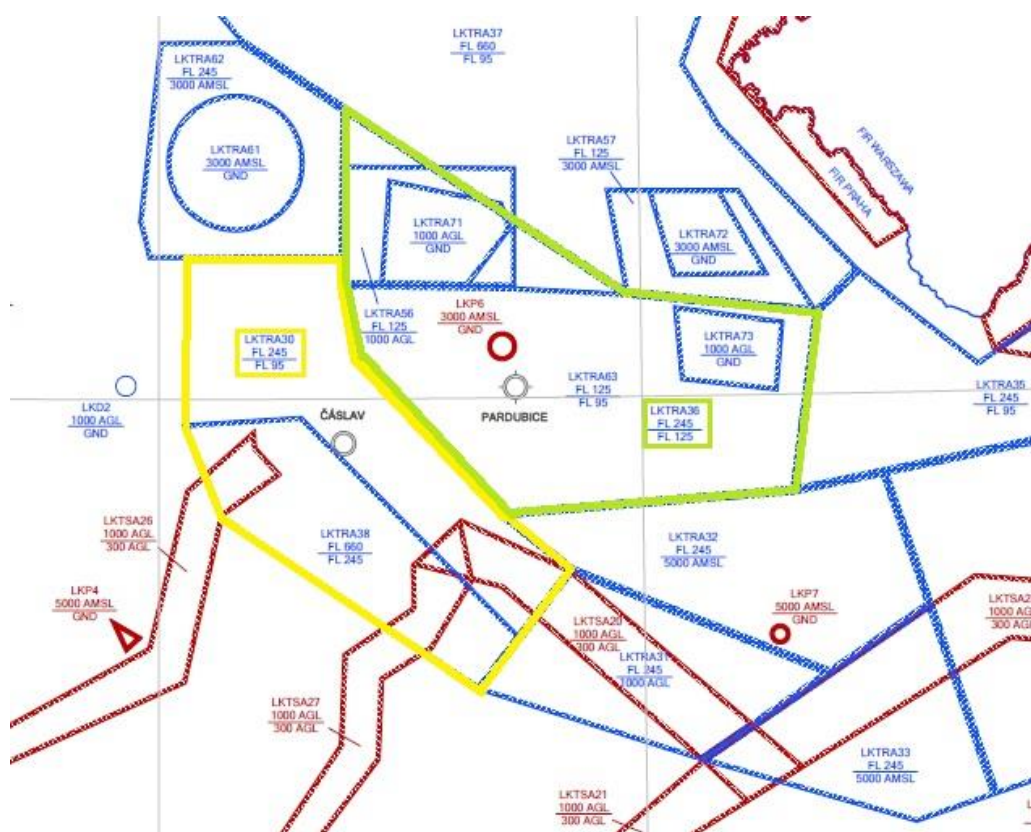 LKTRA37
FL 660
FL 95
LKTRA62
FL 245
3000 AMSL
LKTRA61
3000 AMSL
GND
LKTRA57
FL 125
3000 AMSL
FIR WARSZAWA
FIR PRAHA
LKTRA71
1000 AGL
GND
LKTRA72
3000 AMSL
GND
LKTRA56
FL 125
1000 AGL
LKP6
3000 AMSL
GND
LKTRA30
FL 245
FL 95
LKTRA73
1000 AGL
GND
LKTRA63
FL 125
FL 95
LKTRA35
FL 245
FL 95
LKD2
1000 AGL
GND
ČÁSLAV
PARDUBICE
LKTRA36
FL 245
FL 125
LKTSA26
1000 AGL
300 AGL
LKTRA38
FL 660
FL 245
LKTRA32
FL 245
5000 AMSL
LKP4
5000 AMSL
GND
LKP7
5000 AMSL
GND
LKTSA2
1000 AG
300 AGL
LKTSA20
1000 AGL
300 AGL
LKTRA31
FL 245
1000 AGL
LKTSA27
1000 AGL
300 AGL
LKTRA33
FL 245
5000 AMSL
LKTSA21
1000 AGL
300 AGL